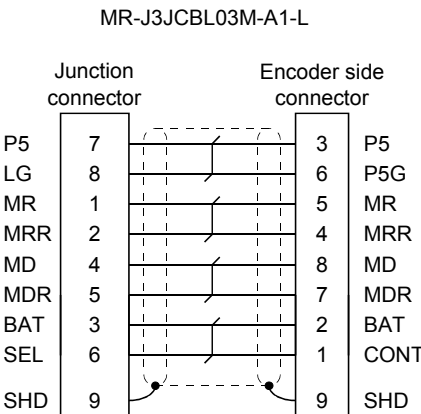 MR-J3JCBL03M-A1-L
Junction connector
Encoder side connector
P5 7 3 P5
LG 8 6 P5G
MR 1 5 MR
MRR 2 4 MRR
MD 4 8 MD
MDR 5 7 MDR
BAT 3 2 BAT
SEL 6 1 CONT
SHD 9 9 SHD